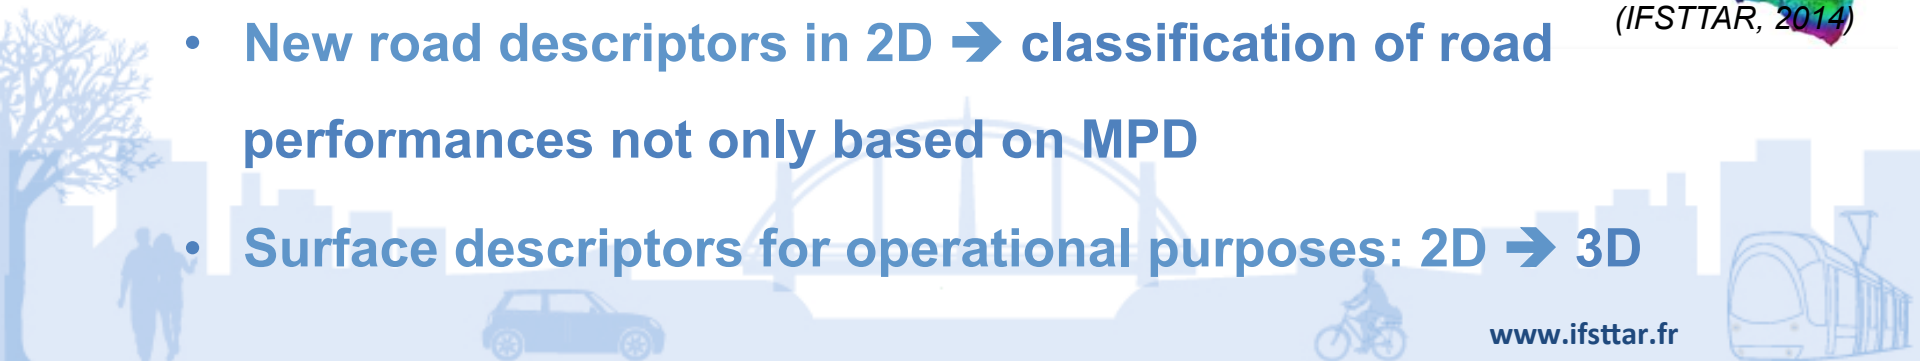 (IFSTTAR, 2014)
• New road descriptors in 2D ➔ classification of road
performances not only based on MPD
• Surface descriptors for operational purposes: 2D ➔ 3D
www.ifsttar.fr